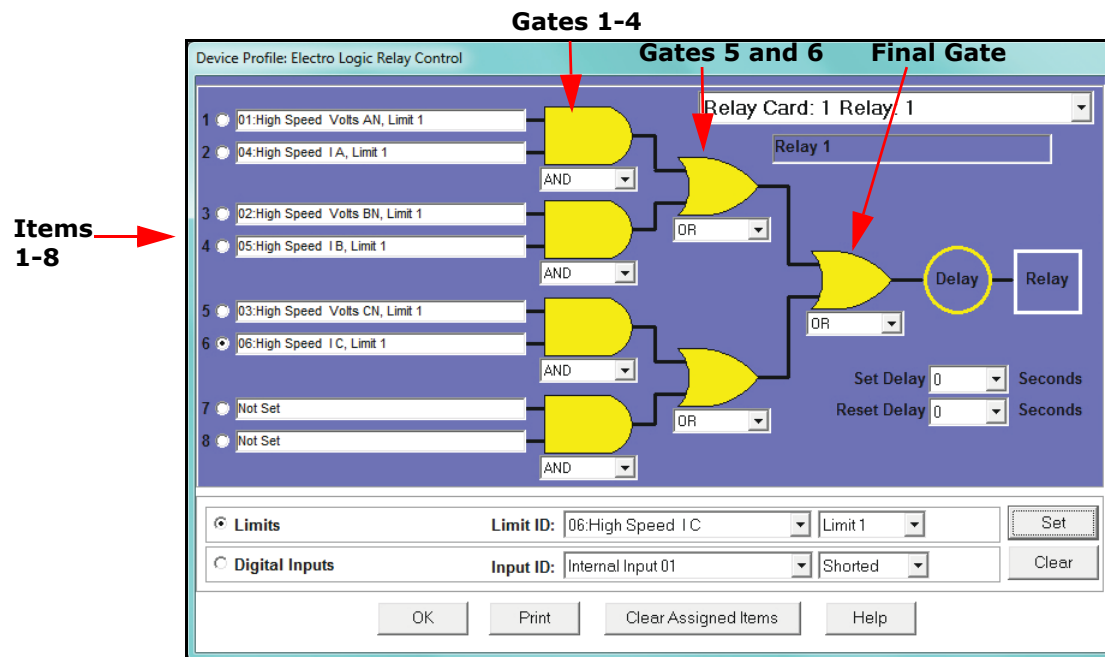 Gates 1-4
Device Profile: Electro Logic Relay Control
Gates 5 and 6
Final Gate
Relay Card: 1 Relay: 1
Relay 1
Items 1-8
1 01:High Speed Volts AN, Limit 1
2 04:High Speed I A, Limit 1
AND
3 02:High Speed Volts BN, Limit 1
4 05:High Speed I B, Limit 1
AND
OR
5 03:High Speed Volts CN, Limit 1
6 06:High Speed I C, Limit 1
AND
7 Not Set
8 Not Set
AND
OR
OR
Delay
Relay
Set Delay 0 Seconds
Reset Delay 0 Seconds
Limits Limit ID: 06:High Speed I C Limit 1 Set
Digital Inputs Input ID: Internal Input 01 Shorted Clear
OK Print Clear Assigned Items Help